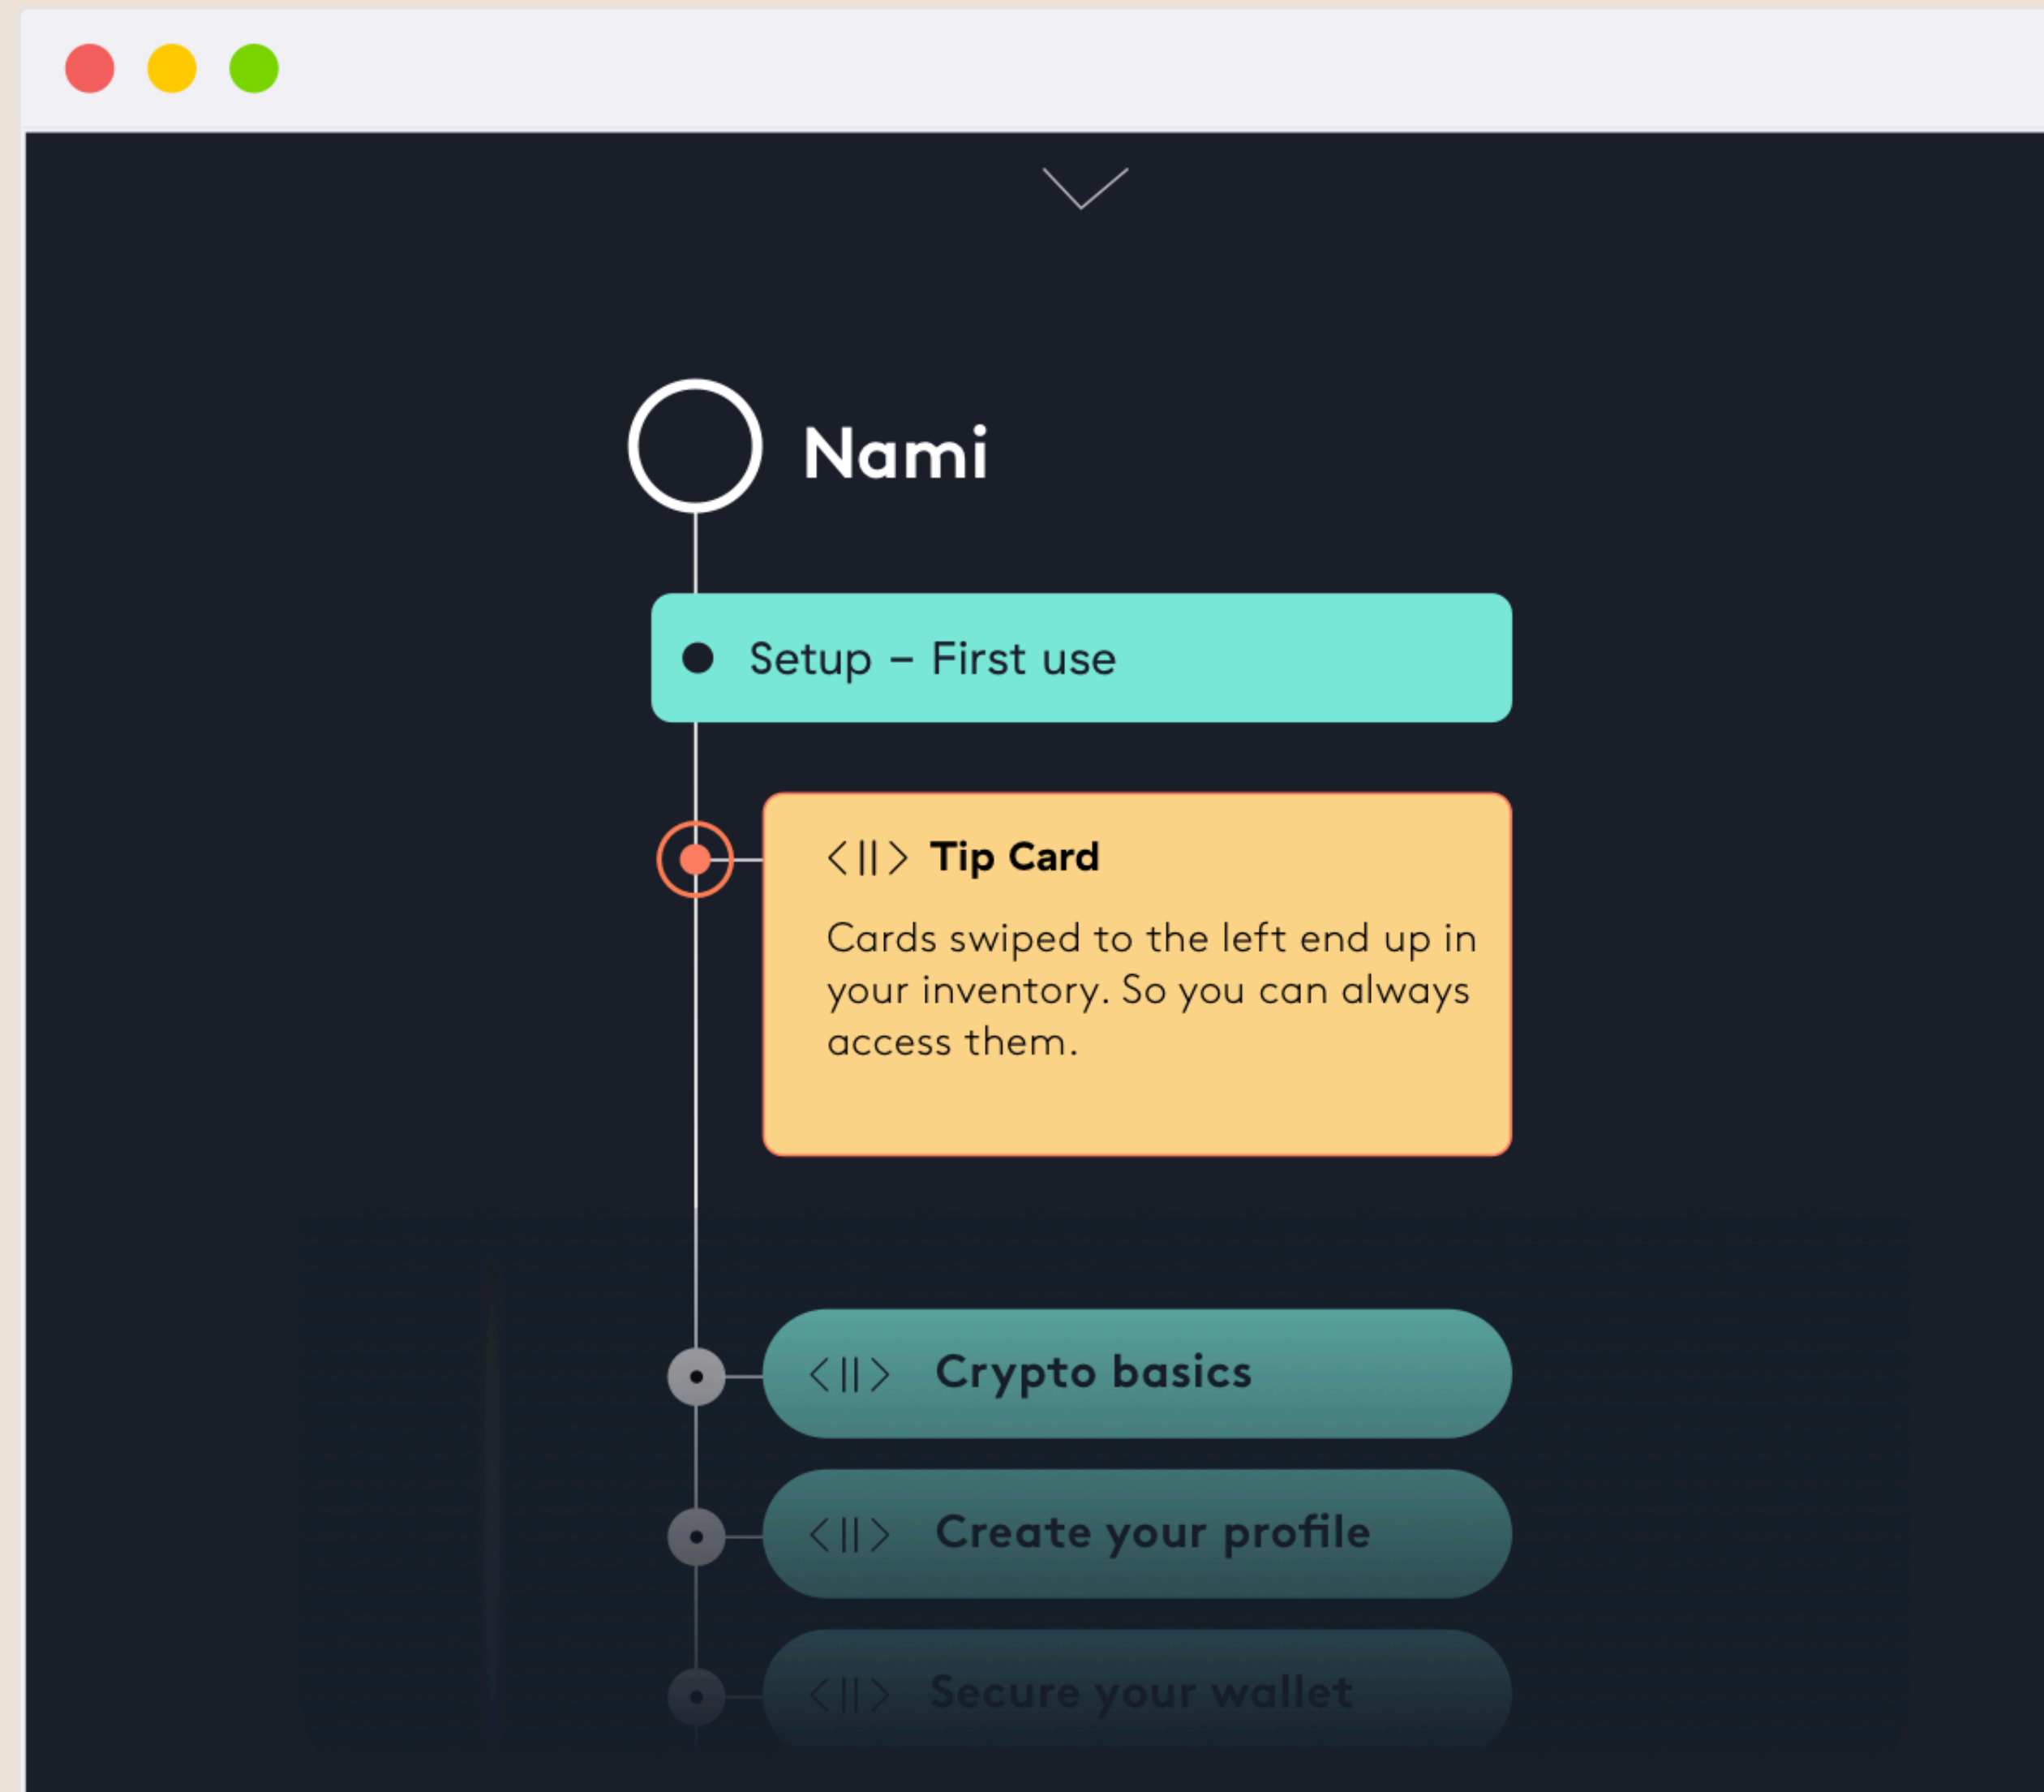 Nami
Setup – First use
<||> Tip Card
Cards swiped to the left end up in
your inventory. So you can always
access them.
<||> Crypto basics
<||> Create your profile
<||> Secure your wallet